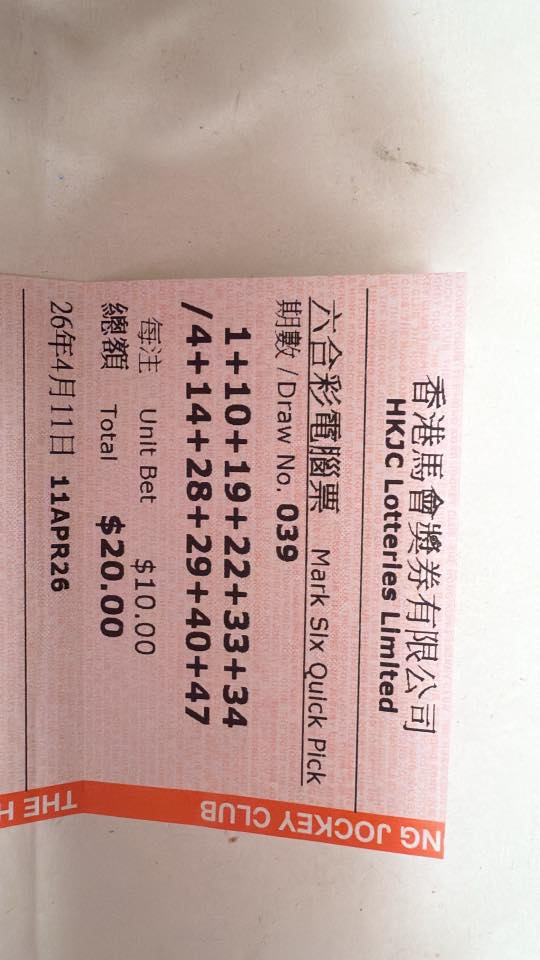 香港馬會獎券有限公司
HKJC Lotteries Limited
六合彩電腦票 Mark Six Quick Pick
期數 / Draw No. 039
1+10+19+22+33+34
/4+14+28+29+40+47
每注 Unit Bet $10.00
總額 Total $20.00
26年4月11日 11APR26
NG JOCKEY CLUB
THE H